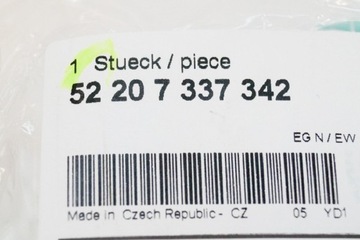 1 Stueck / piece
52 20 7 337 342
EG N / EW
Made in Czech Republic - CZ 05 YD1